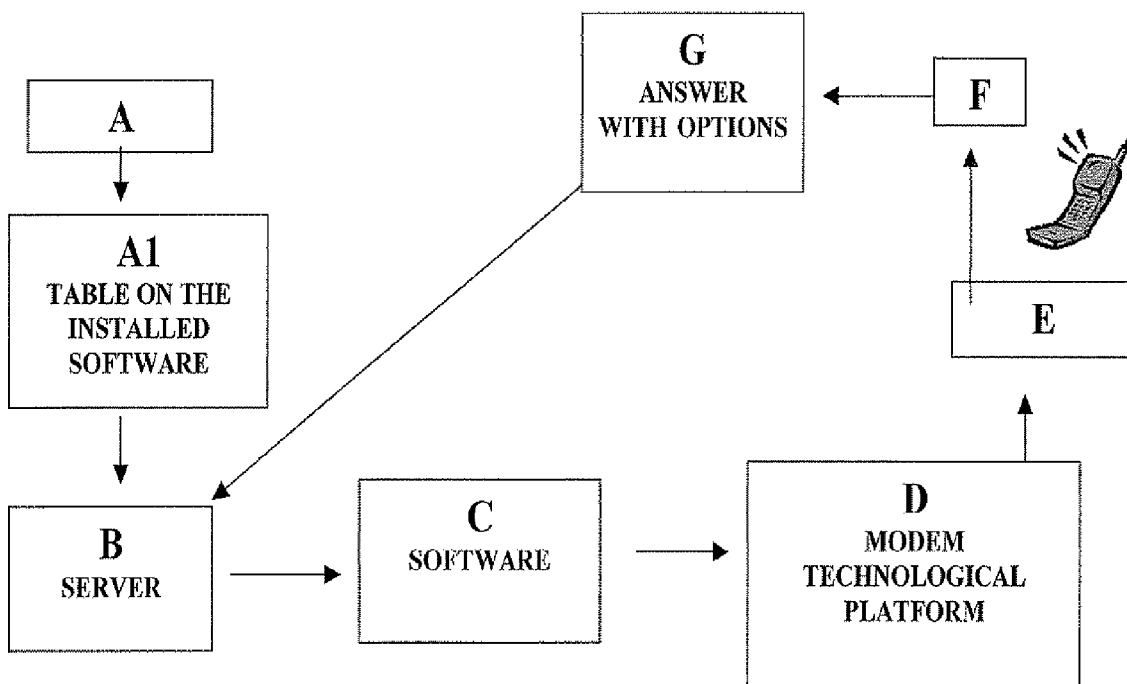 A
A1
TABLE ON THE
INSTALLED
SOFTWARE
B
SERVER
C
SOFTWARE
D
MODEM
TECHNOLOGICAL
PLATFORM
E
F
G
ANSWER
WITH OPTIONS